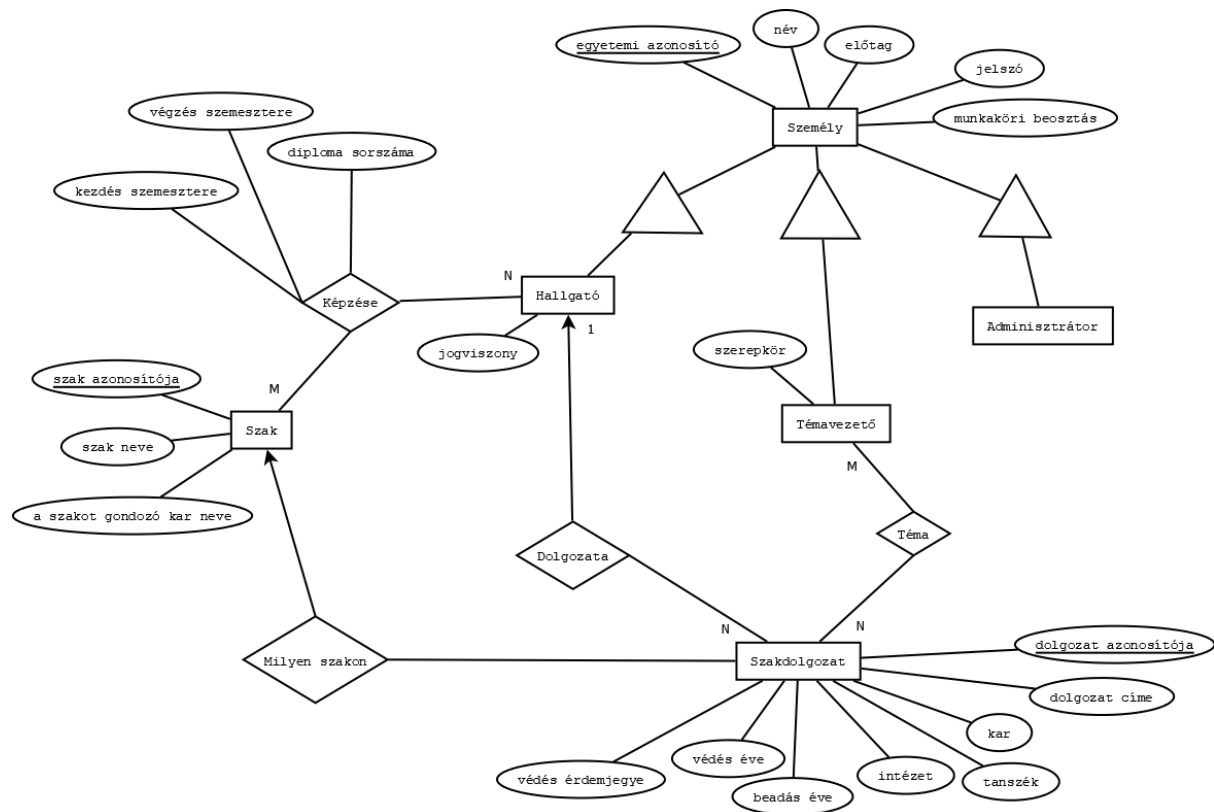 név
egyetemi azonosító
előtag
jelszó
végzés szemesztere
munkaköri beosztás
Személy
diploma sorszáma
kezdés szemesztere
N
Hallgató
Képzése
1
Adminisztrátor
jogviszony
szerepkör
szak azonosítója
M
Témavezető
Szak
szak neve
M
a szakot gondozó kar neve
Téma
Dolgozata
N
N
dolgozat azonosítója
Milyen szakon
Szakdolgozat
dolgozat címe
kar
védés éve
védés érdemjegye
intézet
tanszék
beadás éve